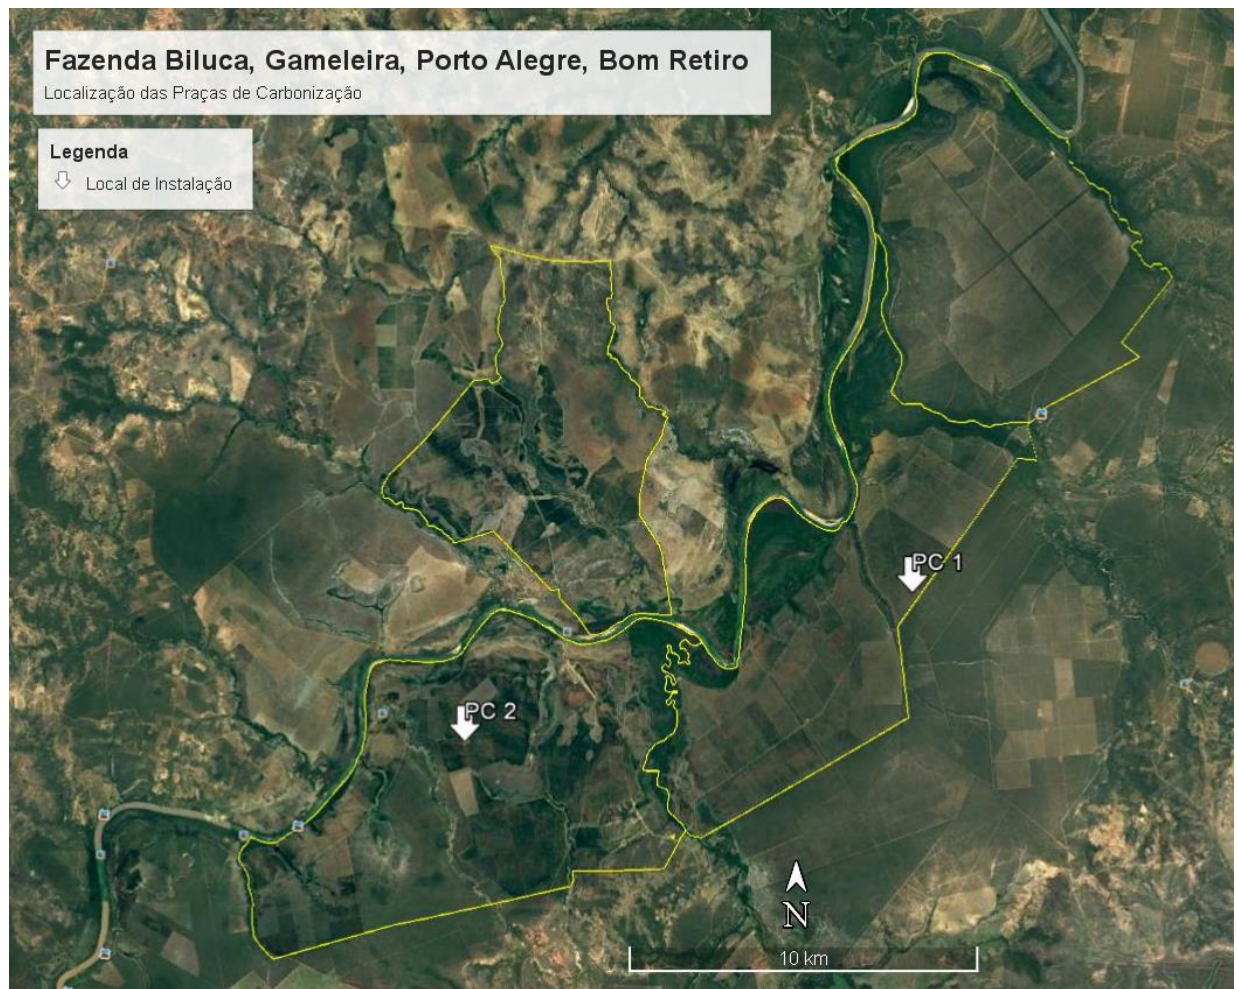 Fazenda Biluca, Gameleira, Porto Alegre, Bom Retiro
Localização das Praças de Carbonização
Legenda
Local de Instalação
PC 1
PC 2
N
10 km